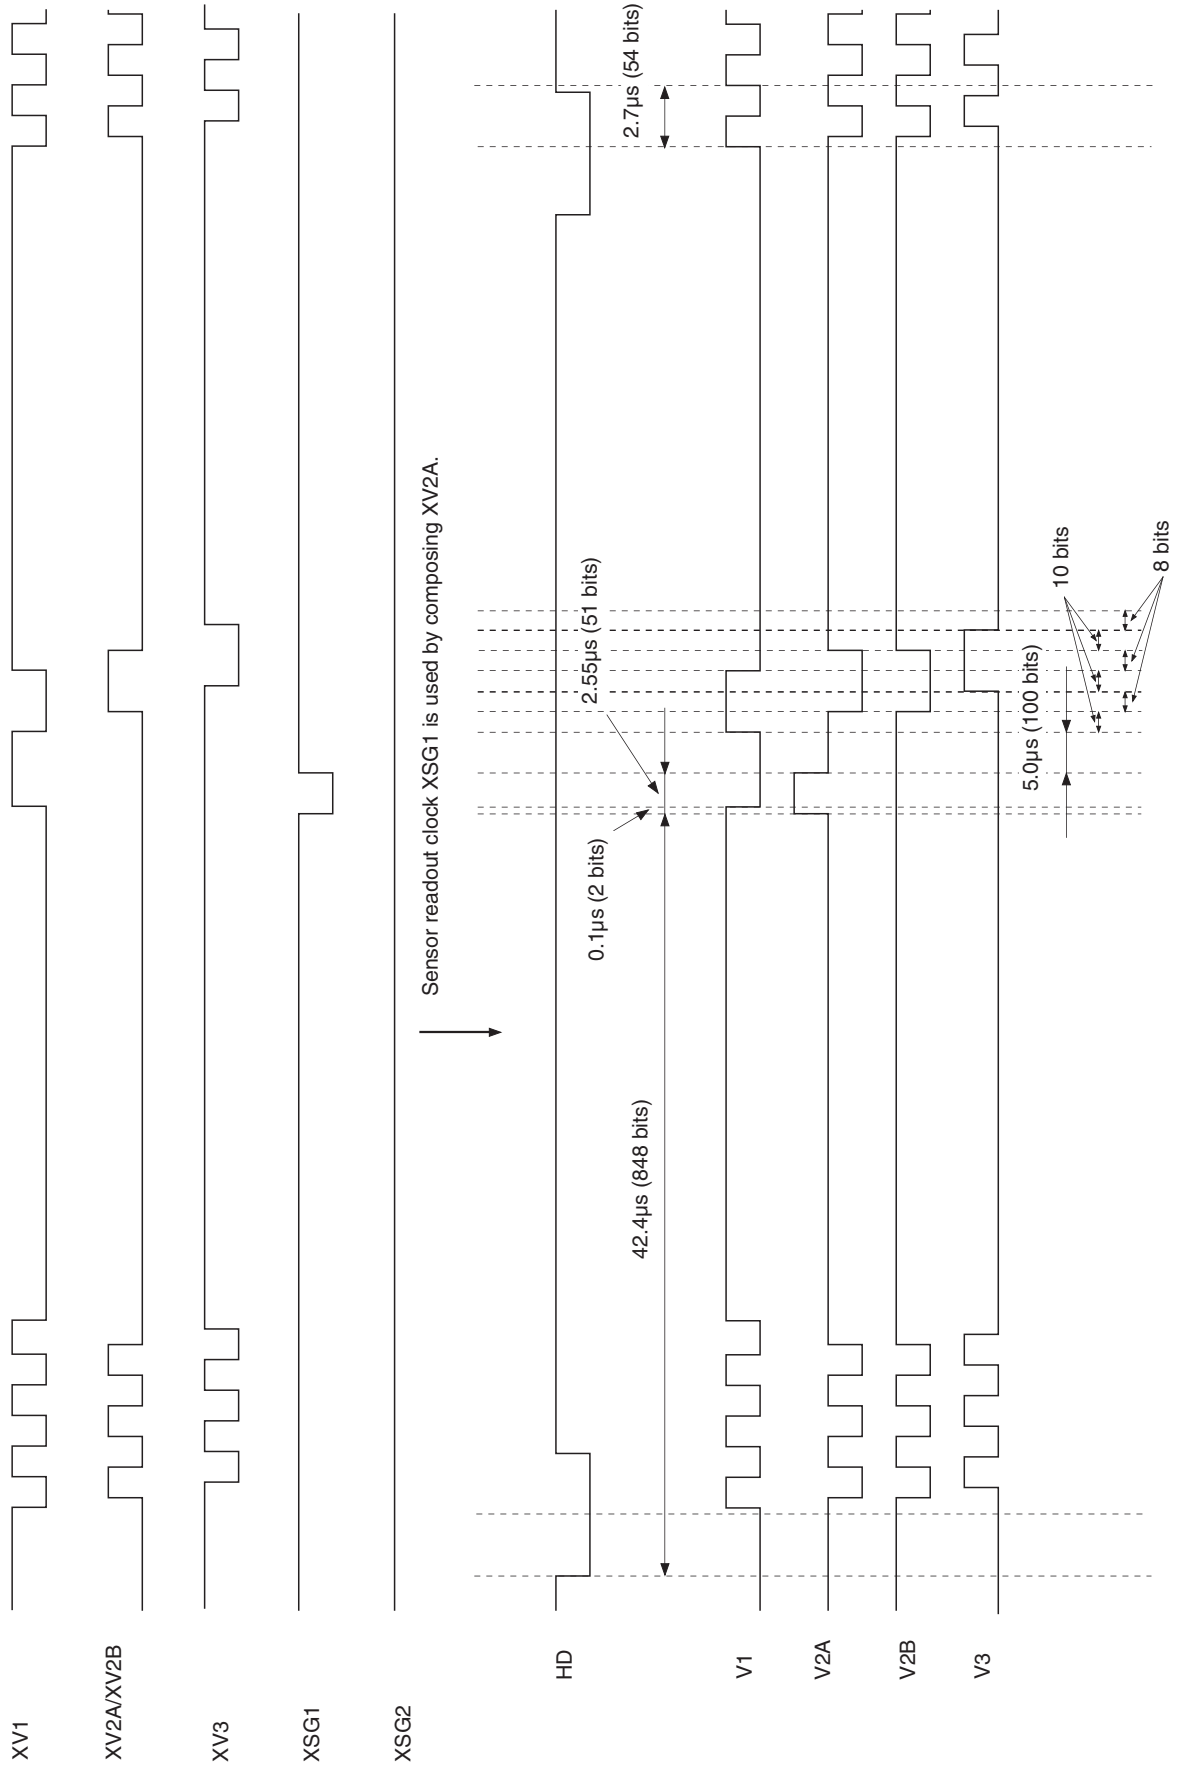 XV1
XV2A/XV2B
XV3
XSG1
XSG2
Sensor readout clock XSG1 is used by composing XV2A.
HD
42.4μs (848 bits)
0.1μs (2 bits)
2.55μs (51 bits)
2.7μs (54 bits)
V1
V2A
V2B
V3
5.0μs (100 bits)
10 bits
8 bits